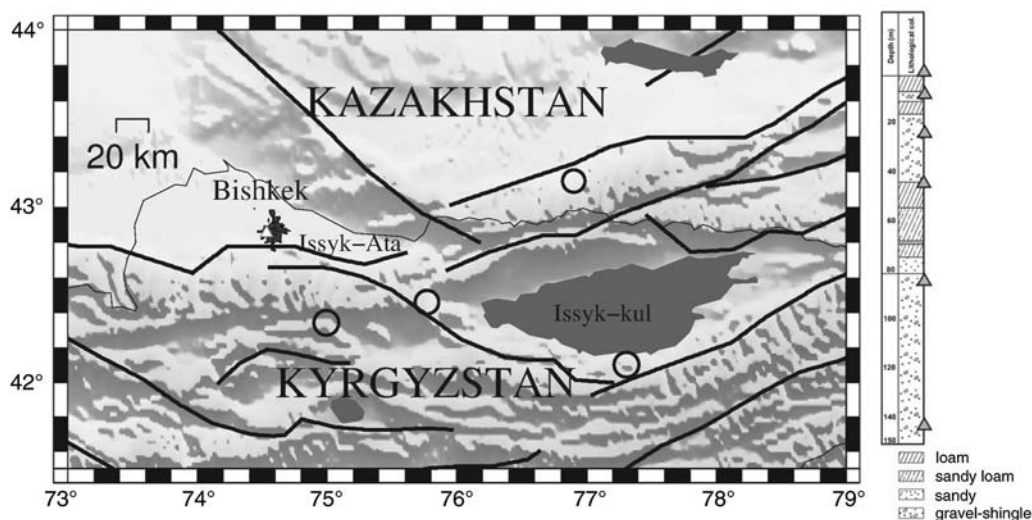 44°
43°
42°
KAZAKHSTAN
20 km
Bishkek
Issyk-Ata
Issyk-kul
KYRGYZSTAN
73°
74°
75°
76°
77°
78°
79°
Depth (m)
Lithological col.
20
40
60
80
100
120
150
loam
sandy loam
sandy
gravel-shingle